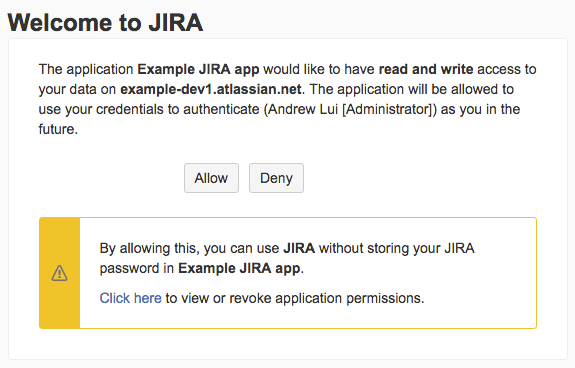 Welcome to JIRA
The application Example JIRA app would like to have read and write access to
your data on example-dev1.atlassian.net. The application will be allowed to
use your credentials to authenticate (Andrew Lui [Administrator]) as you in the
future.
Allow Deny
By allowing this, you can use JIRA without storing your JIRA
password in Example JIRA app.
Click here to view or revoke application permissions.